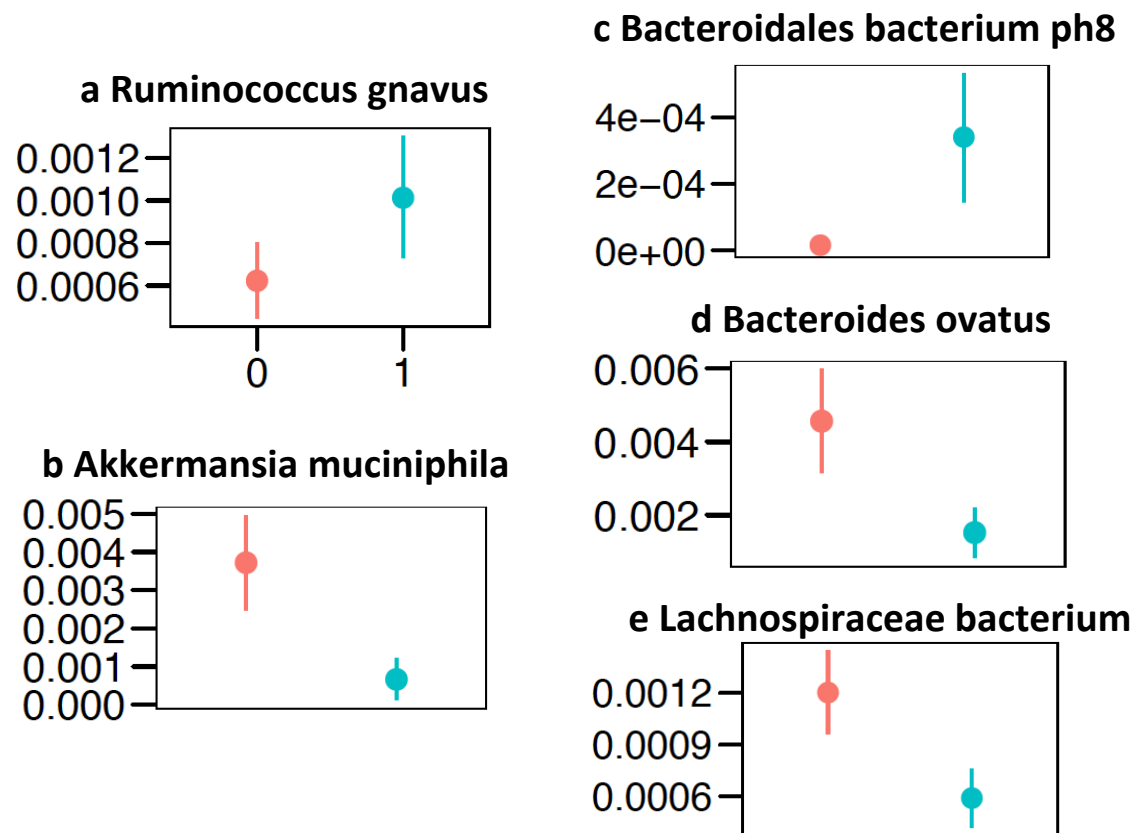 a Ruminococcus gnavus
0.0012
0.0010
0.0008
0.0006
0 1
b Akkermansia muciniphila
0.005
0.004
0.003
0.002
0.001
0.000
c Bacteroidales bacterium ph8
4e−04
2e−04
0e+00
d Bacteroides ovatus
0.006
0.004
0.002
e Lachnospiraceae bacterium
0.0012
0.0009
0.0006